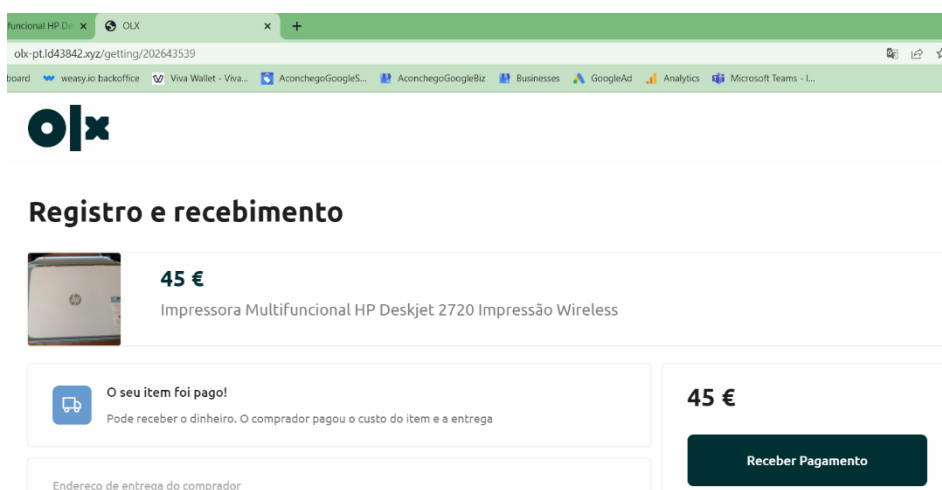 funcional HP De × OLX × +
olx-pt.ld43842.xyz/getting/202643539
board weasy.io backoffice Viva Wallet - Viva... AconchegoGoogleS... AconchegoGoogleBiz Businesses GoogleAd Analytics Microsoft Teams - I...
olx
Registro e recebimento
45 €
Impressora Multifuncional HP Deskjet 2720 Impressão Wireless
O seu item foi pago!
Pode receber o dinheiro. O comprador pagou o custo do item e a entrega
45 €
Receber Pagamento
Endereço de entrega do comprador